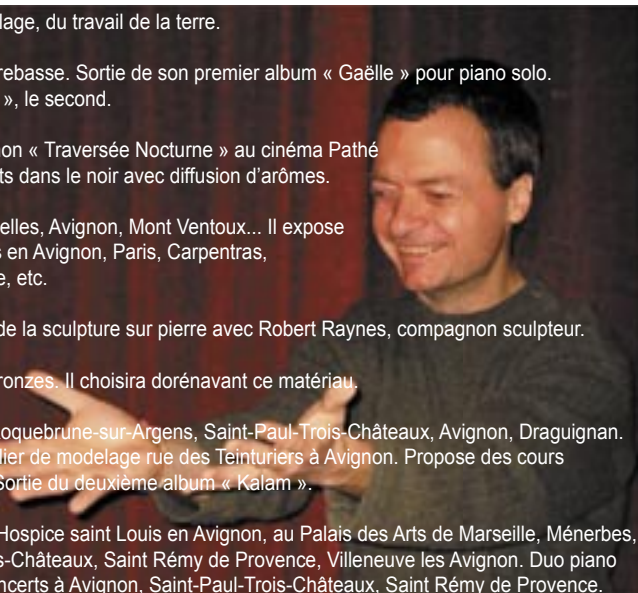 lage, du travail de la terre.
rebasse. Sortie de son premier album « Gaëlle » pour piano solo.
», le second.
on « Traversée Nocturne » au cinéma Pathé
ts dans le noir avec diffusion d’arômes.
elles, Avignon, Mont Ventoux... Il expose
s en Avignon, Paris, Carpentras,
e, etc.
de la sculpture sur pierre avec Robert Raynes, compagnon sculpteur.
ronzes. Il choisira dorénavant ce matériau.
oquebrune-sur-Argens, Saint-Paul-Trois-Châteaux, Avignon, Draguignan.
lier de modelage rue des Teinturiers à Avignon. Propose des cours
Sortie du deuxième album « Kalam ».
Hospice saint Louis en Avignon, au Palais des Arts de Marseille, Ménerbes,
s-Châteaux, Saint Rémy de Provence, Villeneuve les Avignon. Duo piano
ncerts à Avignon, Saint-Paul-Trois-Châteaux, Saint Rémy de Provence.